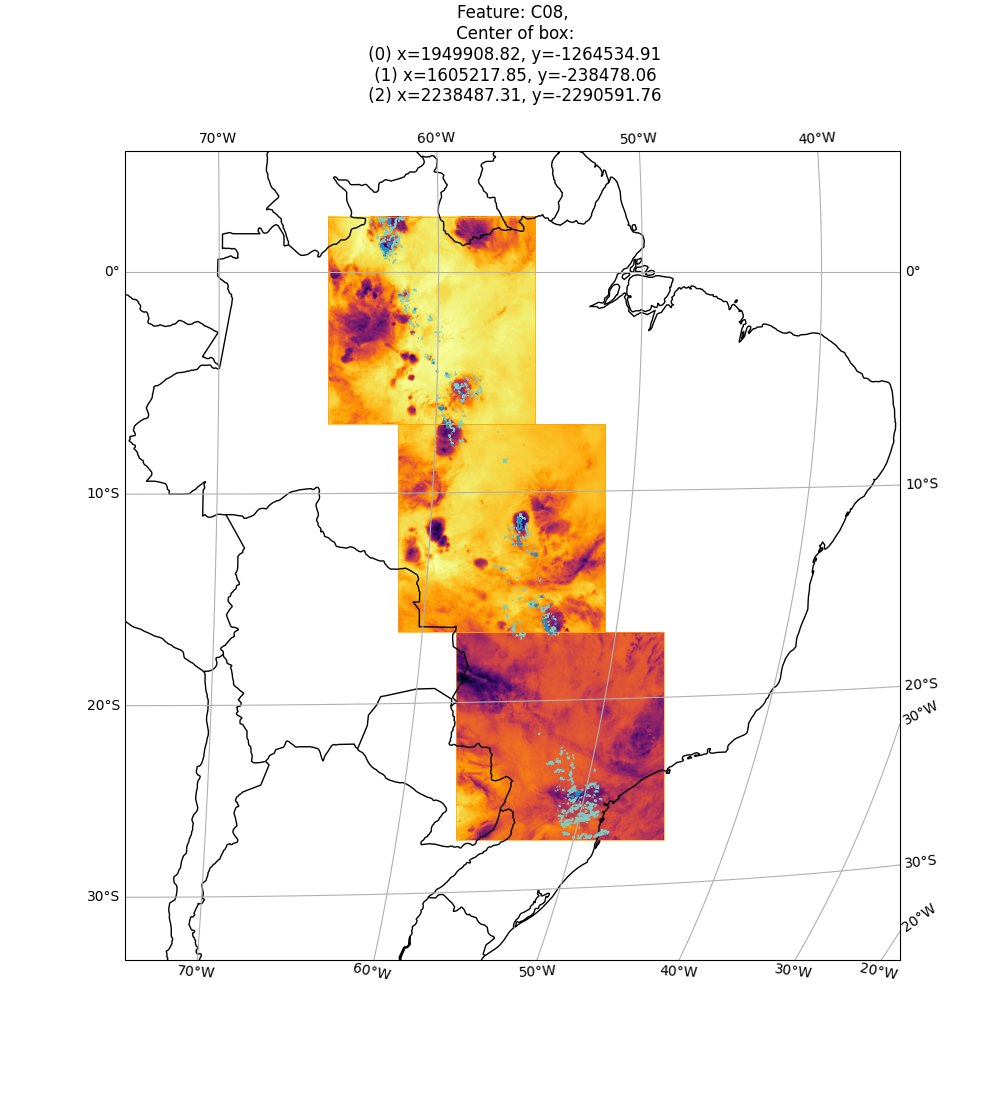 Feature: C08,
Center of box:
(0) x=1949908.82, y=-1264534.91
(1) x=1605217.85, y=-238478.06
(2) x=2238487.31, y=-2290591.76
70°W 60°W 50°W 40°W
0° 0°
10°S 10°S
20°S 20°S
30°W
30°S 30°S
20°W
70°W 60°W 50°W 40°W 30°W 20°W